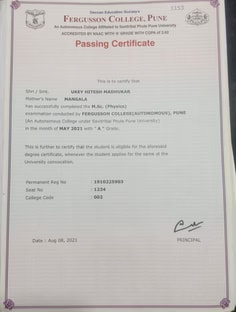 Deccan Education Society's
FERGUSSON COLLEGE, PUNE
An Autonomous College Affiliated to Savitribai Phule Pune University
ACCREDITED BY NAAC WITH 'A' GRADE WITH CGPA of 3.62
Passing Certificate
This is to certify that
Shri / Smt. UKEY HITESH MADHUKAR
Mother's Name MANGALA
has successfully completed the M.Sc. (Physics)
examination conducted by FERGUSSON COLLEGE(AUTONOMOUS), PUNE
(An Autonomous College under Savitribai Phule Pune University)
in the month of MAY 2021 with " A " Grade.
This is further to certify that the student is eligible for the aforesaid
degree certificate, whenever the student applies for the same at the
University convocation.
Permanent Reg No : 1910225993
Seat No : 1224
College Code : 002
Date : Aug 08, 2021
PRINCIPAL